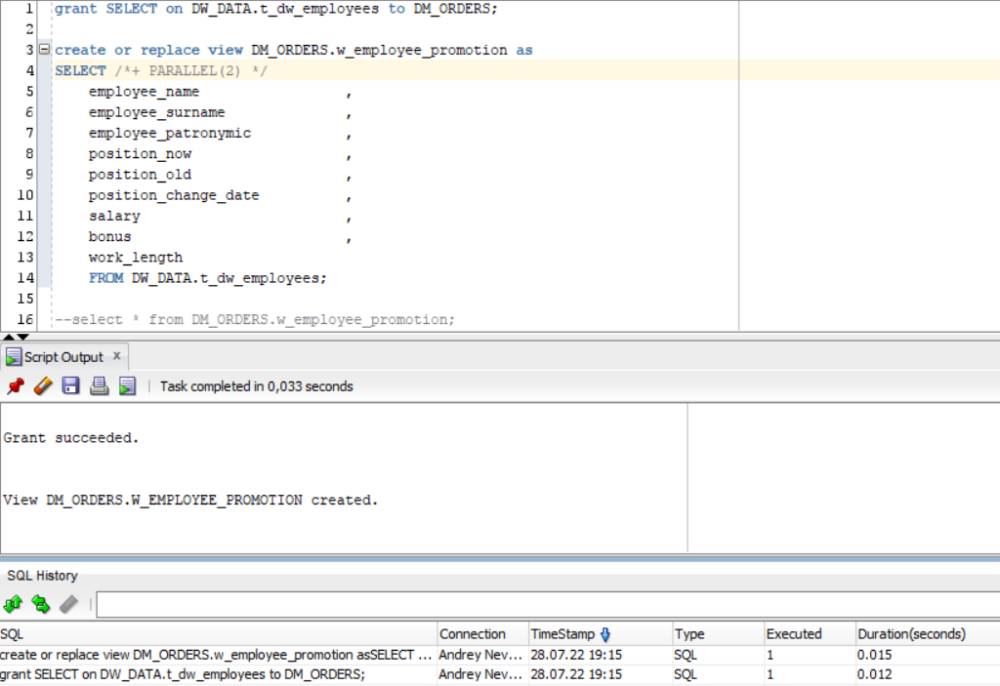 1 grant SELECT on DW_DATA.t_dw_employees to DM_ORDERS;
2
3 create or replace view DM_ORDERS.w_employee_promotion as
4 SELECT /*+ PARALLEL(2) */
5 employee_name ,
6 employee_surname ,
7 employee_patronymic ,
8 position_now ,
9 position_old ,
10 position_change_date ,
11 salary ,
12 bonus ,
13 work_length
14 FROM DW_DATA.t_dw_employees;
15
16 --select * from DM_ORDERS.w_employee_promotion;
Script Output x
Task completed in 0,033 seconds
Grant succeeded.
View DM_ORDERS.W_EMPLOYEE_PROMOTION created.
SQL History
SQL Connection TimeStamp Type Executed Duration(seconds)
create or replace view DM_ORDERS.w_employee_promotion asSELECT ... Andrey Nev... 28.07.22 19:15 SQL 1 0.015
grant SELECT on DW_DATA.t_dw_employees to DM_ORDERS; Andrey Nev... 28.07.22 19:15 SQL 1 0.012